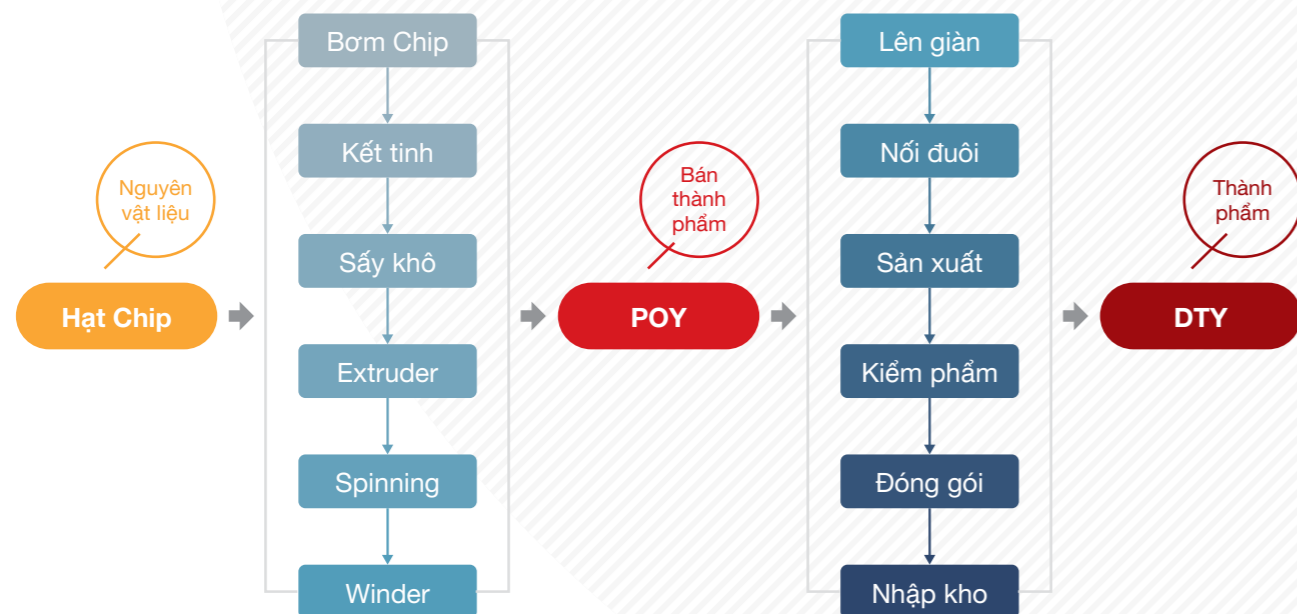 Nguyên
vật liệu
Hạt Chip
Bơm Chip
Kết tinh
Sấy khô
Extruder
Spinning
Winder
Bán
thành
phẩm
POY
Lên giàn
Nối đuôi
Sản xuất
Kiểm phẩm
Đóng gói
Nhập kho
Thành
phẩm
DTY